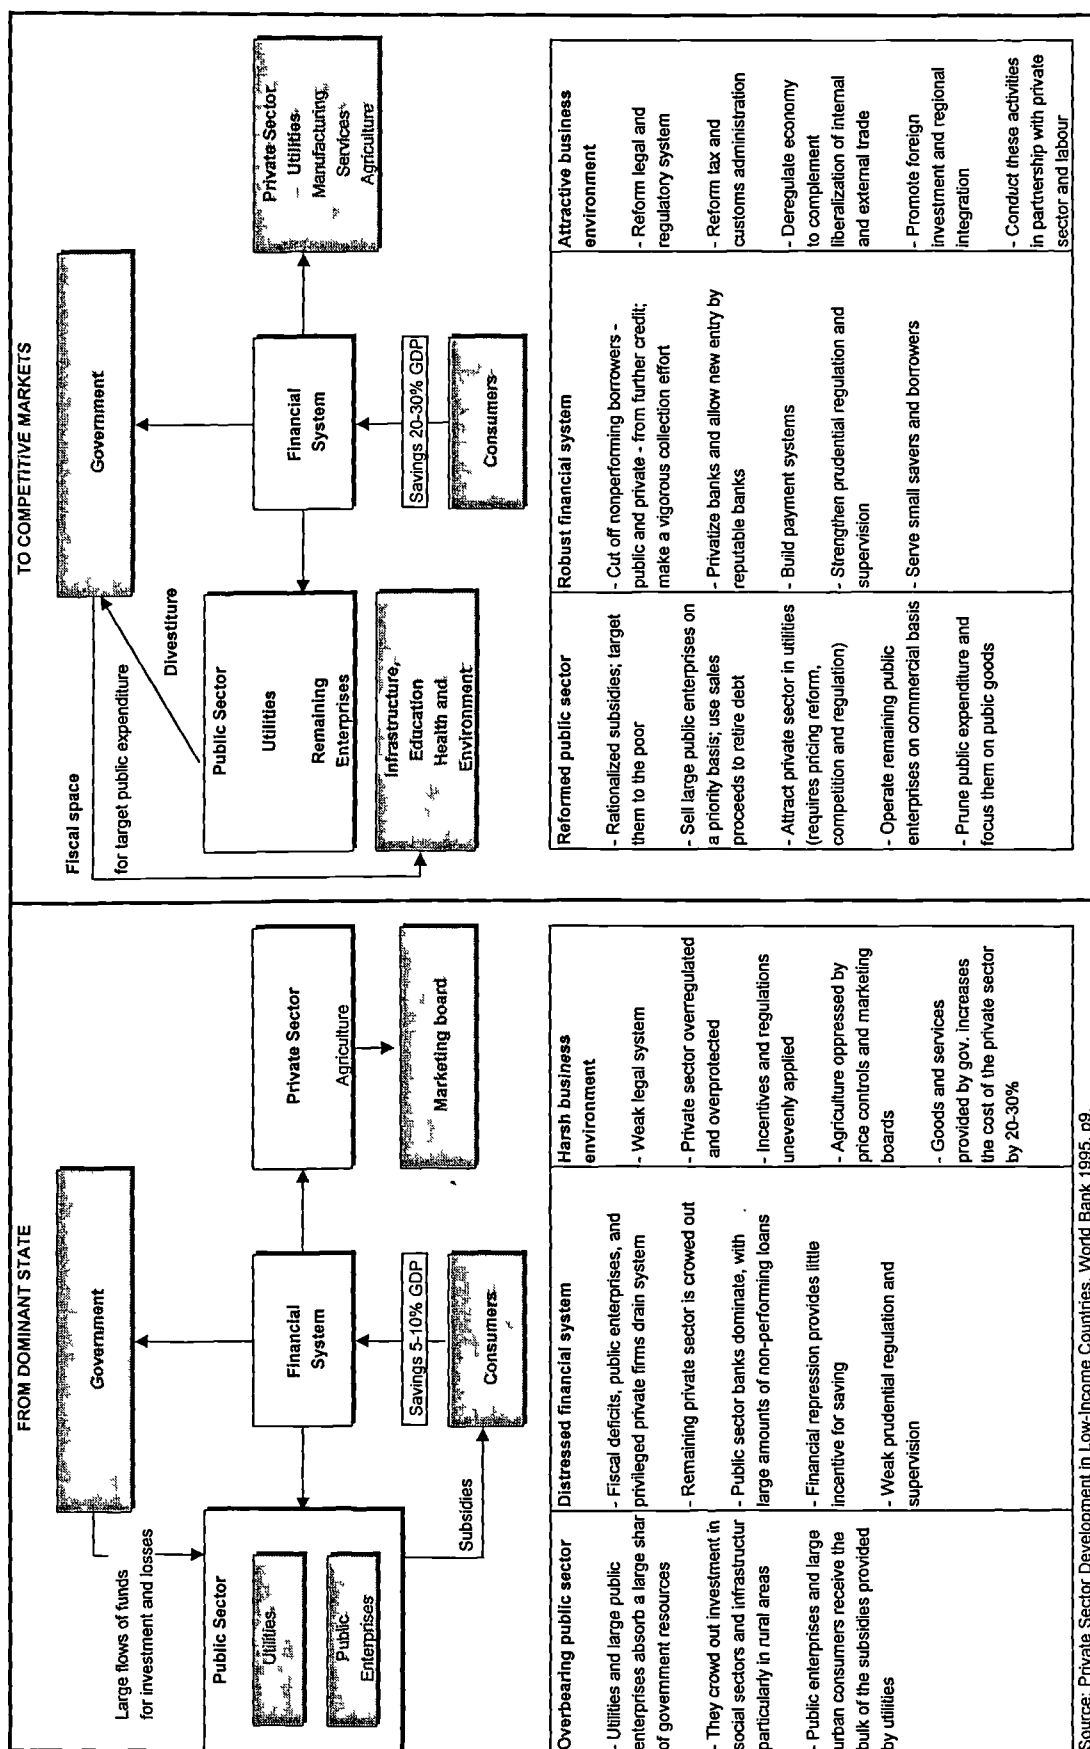 FROM DOMINANT STATE
Government
Large flows of funds
for investment and losses
Public Sector
Utilities
Public
Enterprises
Financial
System
Private Sector
Agriculture
Marketing board
Savings 5-10% GDP
Consumers
Subsidies
Overbearing public sector
- Utilities and large public
enterprises absorb a large shar
of government resources
- They crowd out investment in
social sectors and infrastructur
particularly in rural areas
- Public enterprises and large
urban consumers receive the
bulk of the subsidies provided
by utilities
Distressed financial system
- Fiscal deficits, public enterprises, and
privileged private firms drain system
- Remaining private sector is crowed out
- Public sector banks dominate, with
large amounts of non-performing loans
- Financial repression provides little
incentive for saving
- Weak prudential regulation and
supervision
Harsh business
environment
- Weak legal system
- Private sector overregulated
and overprotected
- Incentives and regulations
unevenly applied
- Agriculture oppressed by
price controls and marketing
boards
- Goods and services
provided by gov. increases
the cost of the private sector
by 20-30%
TO COMPETITIVE MARKETS
Government
Fiscal space
for target public expenditure
Divestiture
Public Sector
Utilities
Remaining
Enterprises
Infrastructure,
Education
Health and
Environment
Financial
System
Private Sector
Utilities
Manufacturing
Services
Agriculture
Savings 20-30% GDP
Consumers
Reformed public sector
- Rationalized subsidies; target
them to the poor
- Sell large public enterprises on
a priority basis; use sales
proceeds to retire debt
- Attract private sector in utilities
(requires pricing reform,
competition and regulation)
- Operate remaining public
enterprises on commercial basis
- Prune public expenditure and
focus them on pubic goods
Robust financial system
- Cut off nonperforming borrowers -
public and private - from further credit;
make a vigorous collection effort
- Privatize banks and allow new entry by
reputable banks
- Build payment systems
- Strengthen prudential regulation and
supervision
- Serve small savers and borrowers
Attractive business
environment
- Reform legal and
regulatory system
- Reform tax and
customs administration
- Deregulate economy
to complement
liberalization of internal
and external trade
- Promote foreign
investment and regional
integration
- Conduct these activities
in partnership with private
sector and labour
Source: Private Sector Development in Low-Income Countries, World Bank 1995, p9.